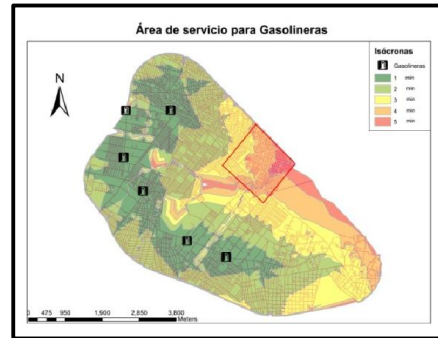 Área de servicio para Gasolineras
Isócronas
Gasolineras
1 min
2 min
3 min
4 min
5 min
N
0 475 950 1,900 2,850 3,800
Meters